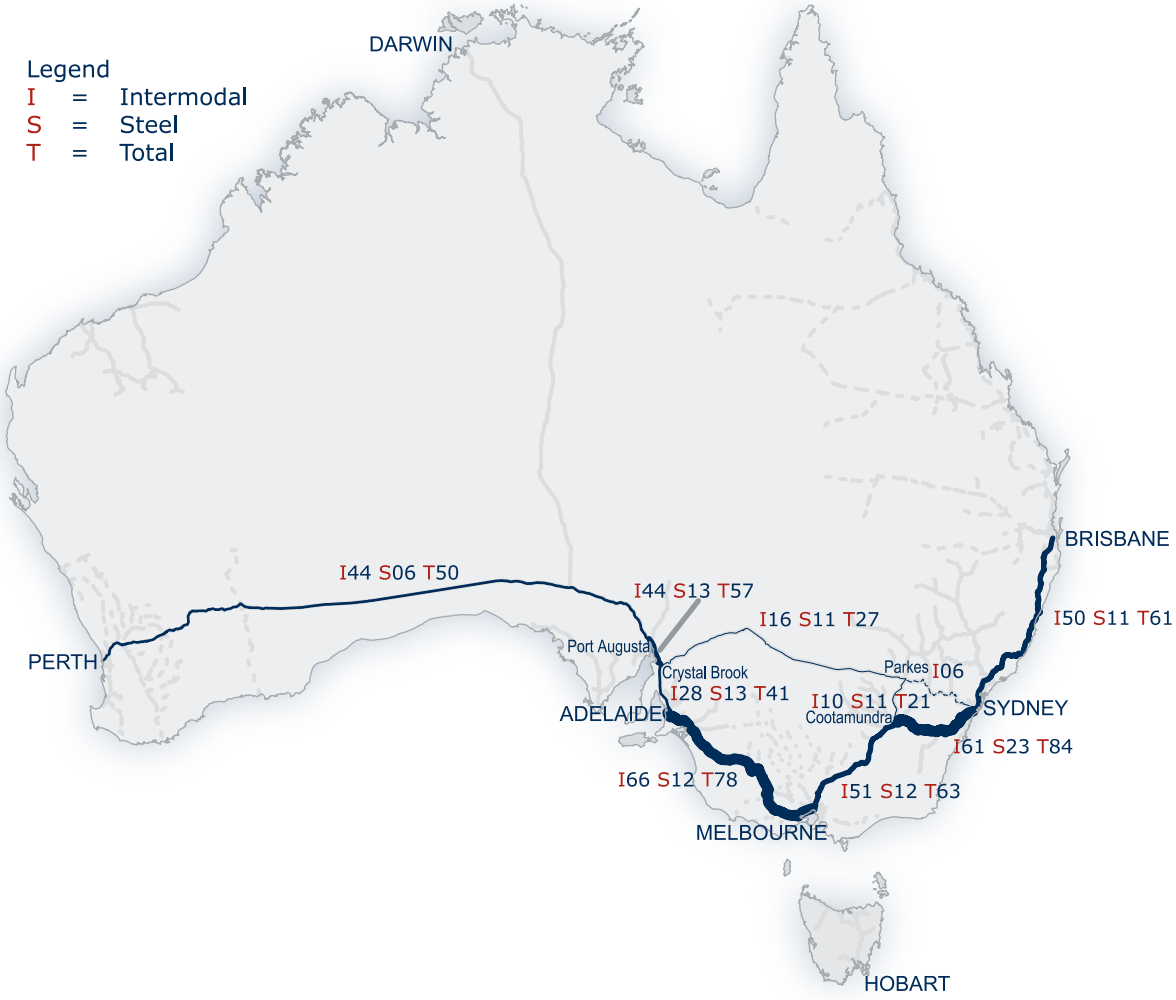 DARWIN
Legend
I = Intermodal
S = Steel
T = Total
BRISBANE
I44 S06 T50
I44 S13 T57
I16 S11 T27
I50 S11 T61
Port Augusta
PERTH
Crystal Brook
Parkes I06
I28 S13 T41
I10 S11 T21
ADELAIDE
Cootamundra
SYDNEY
I61 S23 T84
I66 S12 T78
I51 S12 T63
MELBOURNE
HOBART